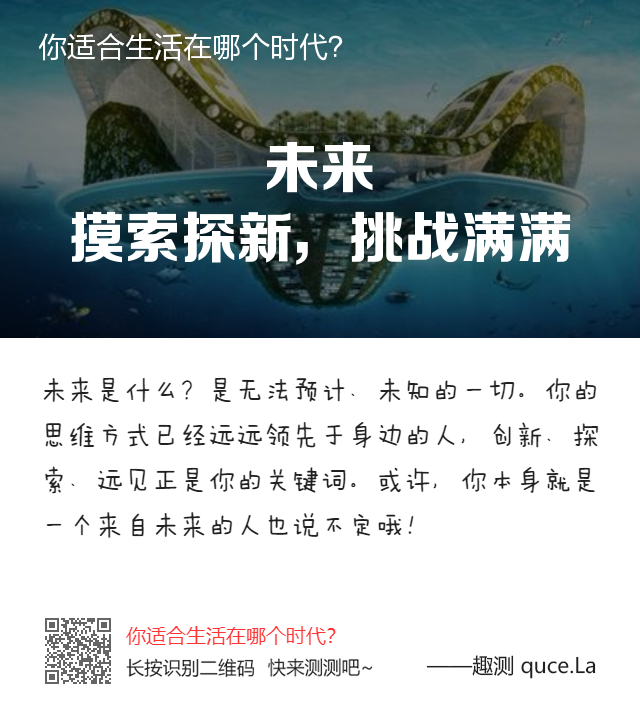 你适合生活在哪个时代？
未来
摸索探新，挑战满满
未来是什么？是无法预计、未知的一切。你的
思维方式已经远远领先于身边的人，创新、探
索、远见正是你的关键词。或许，你本身就是
一个来自未来的人也说不定哦！
你适合生活在哪个时代？
长按识别二维码 快来测测吧~
——趣测 quce.La